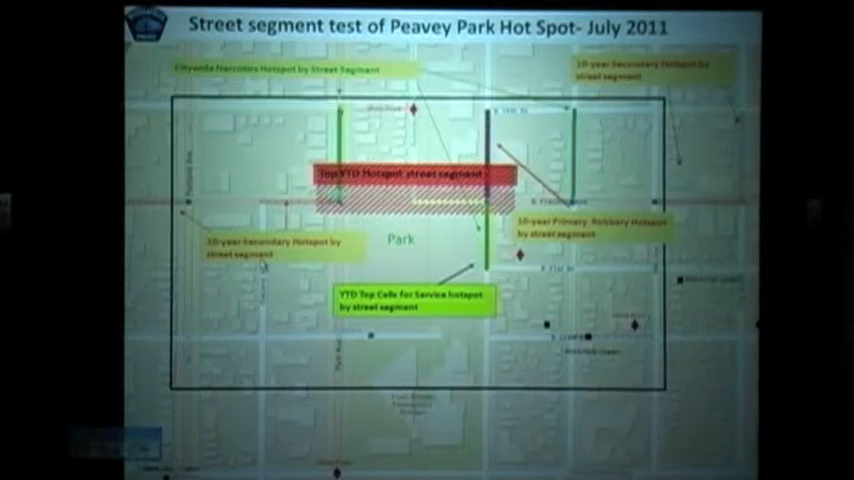 Street segment test of Peavey Park Hot Spot- July 2011
Citywide Narcotics Hotspot by Street Segment
10-year Secondary Hotspot by
street segment
Top YTD Hotspot street segment
10-year Primary Robbery Hotspot
by street segment
10-year Secondary Hotspot by
street segment
Park
YTD Top Calls for Service hotspot
by street segment